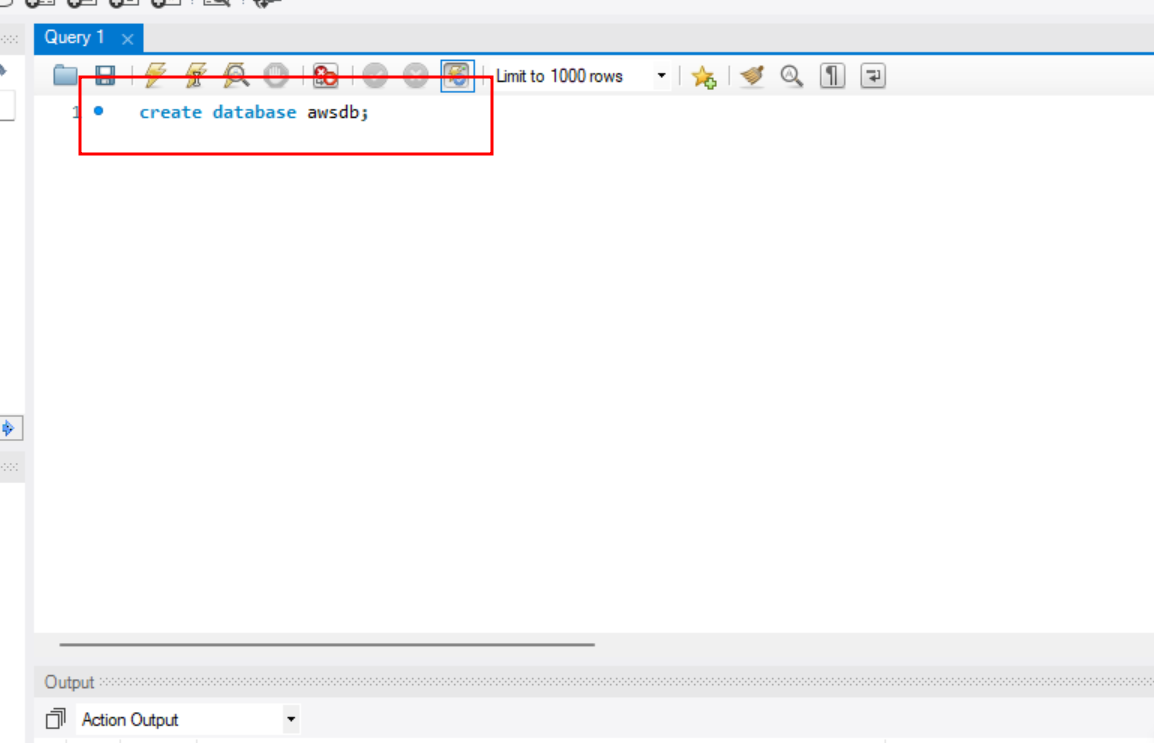 Query 1
Limit to 1000 rows
1 create database awsdb;
Output
Action Output